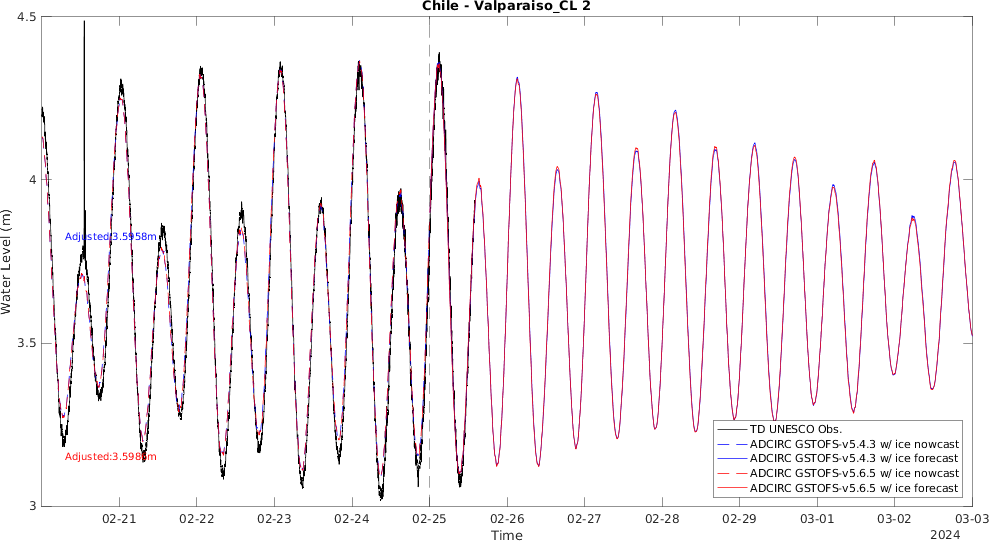 Chile - Valparaiso_CL 2
4.5
4
3.5
3
Water Level (m)
Adjusted:3.5958m
Adjusted:3.5985m
TD UNESCO Obs.
ADCIRC GSTOFS-v5.4.3 w/ ice nowcast
ADCIRC GSTOFS-v5.4.3 w/ ice forecast
ADCIRC GSTOFS-v5.6.5 w/ ice nowcast
ADCIRC GSTOFS-v5.6.5 w/ ice forecast
02-21 02-22 02-23 02-24 02-25 02-26 02-27 02-28 02-29 03-01 03-02 03-03
Time
2024